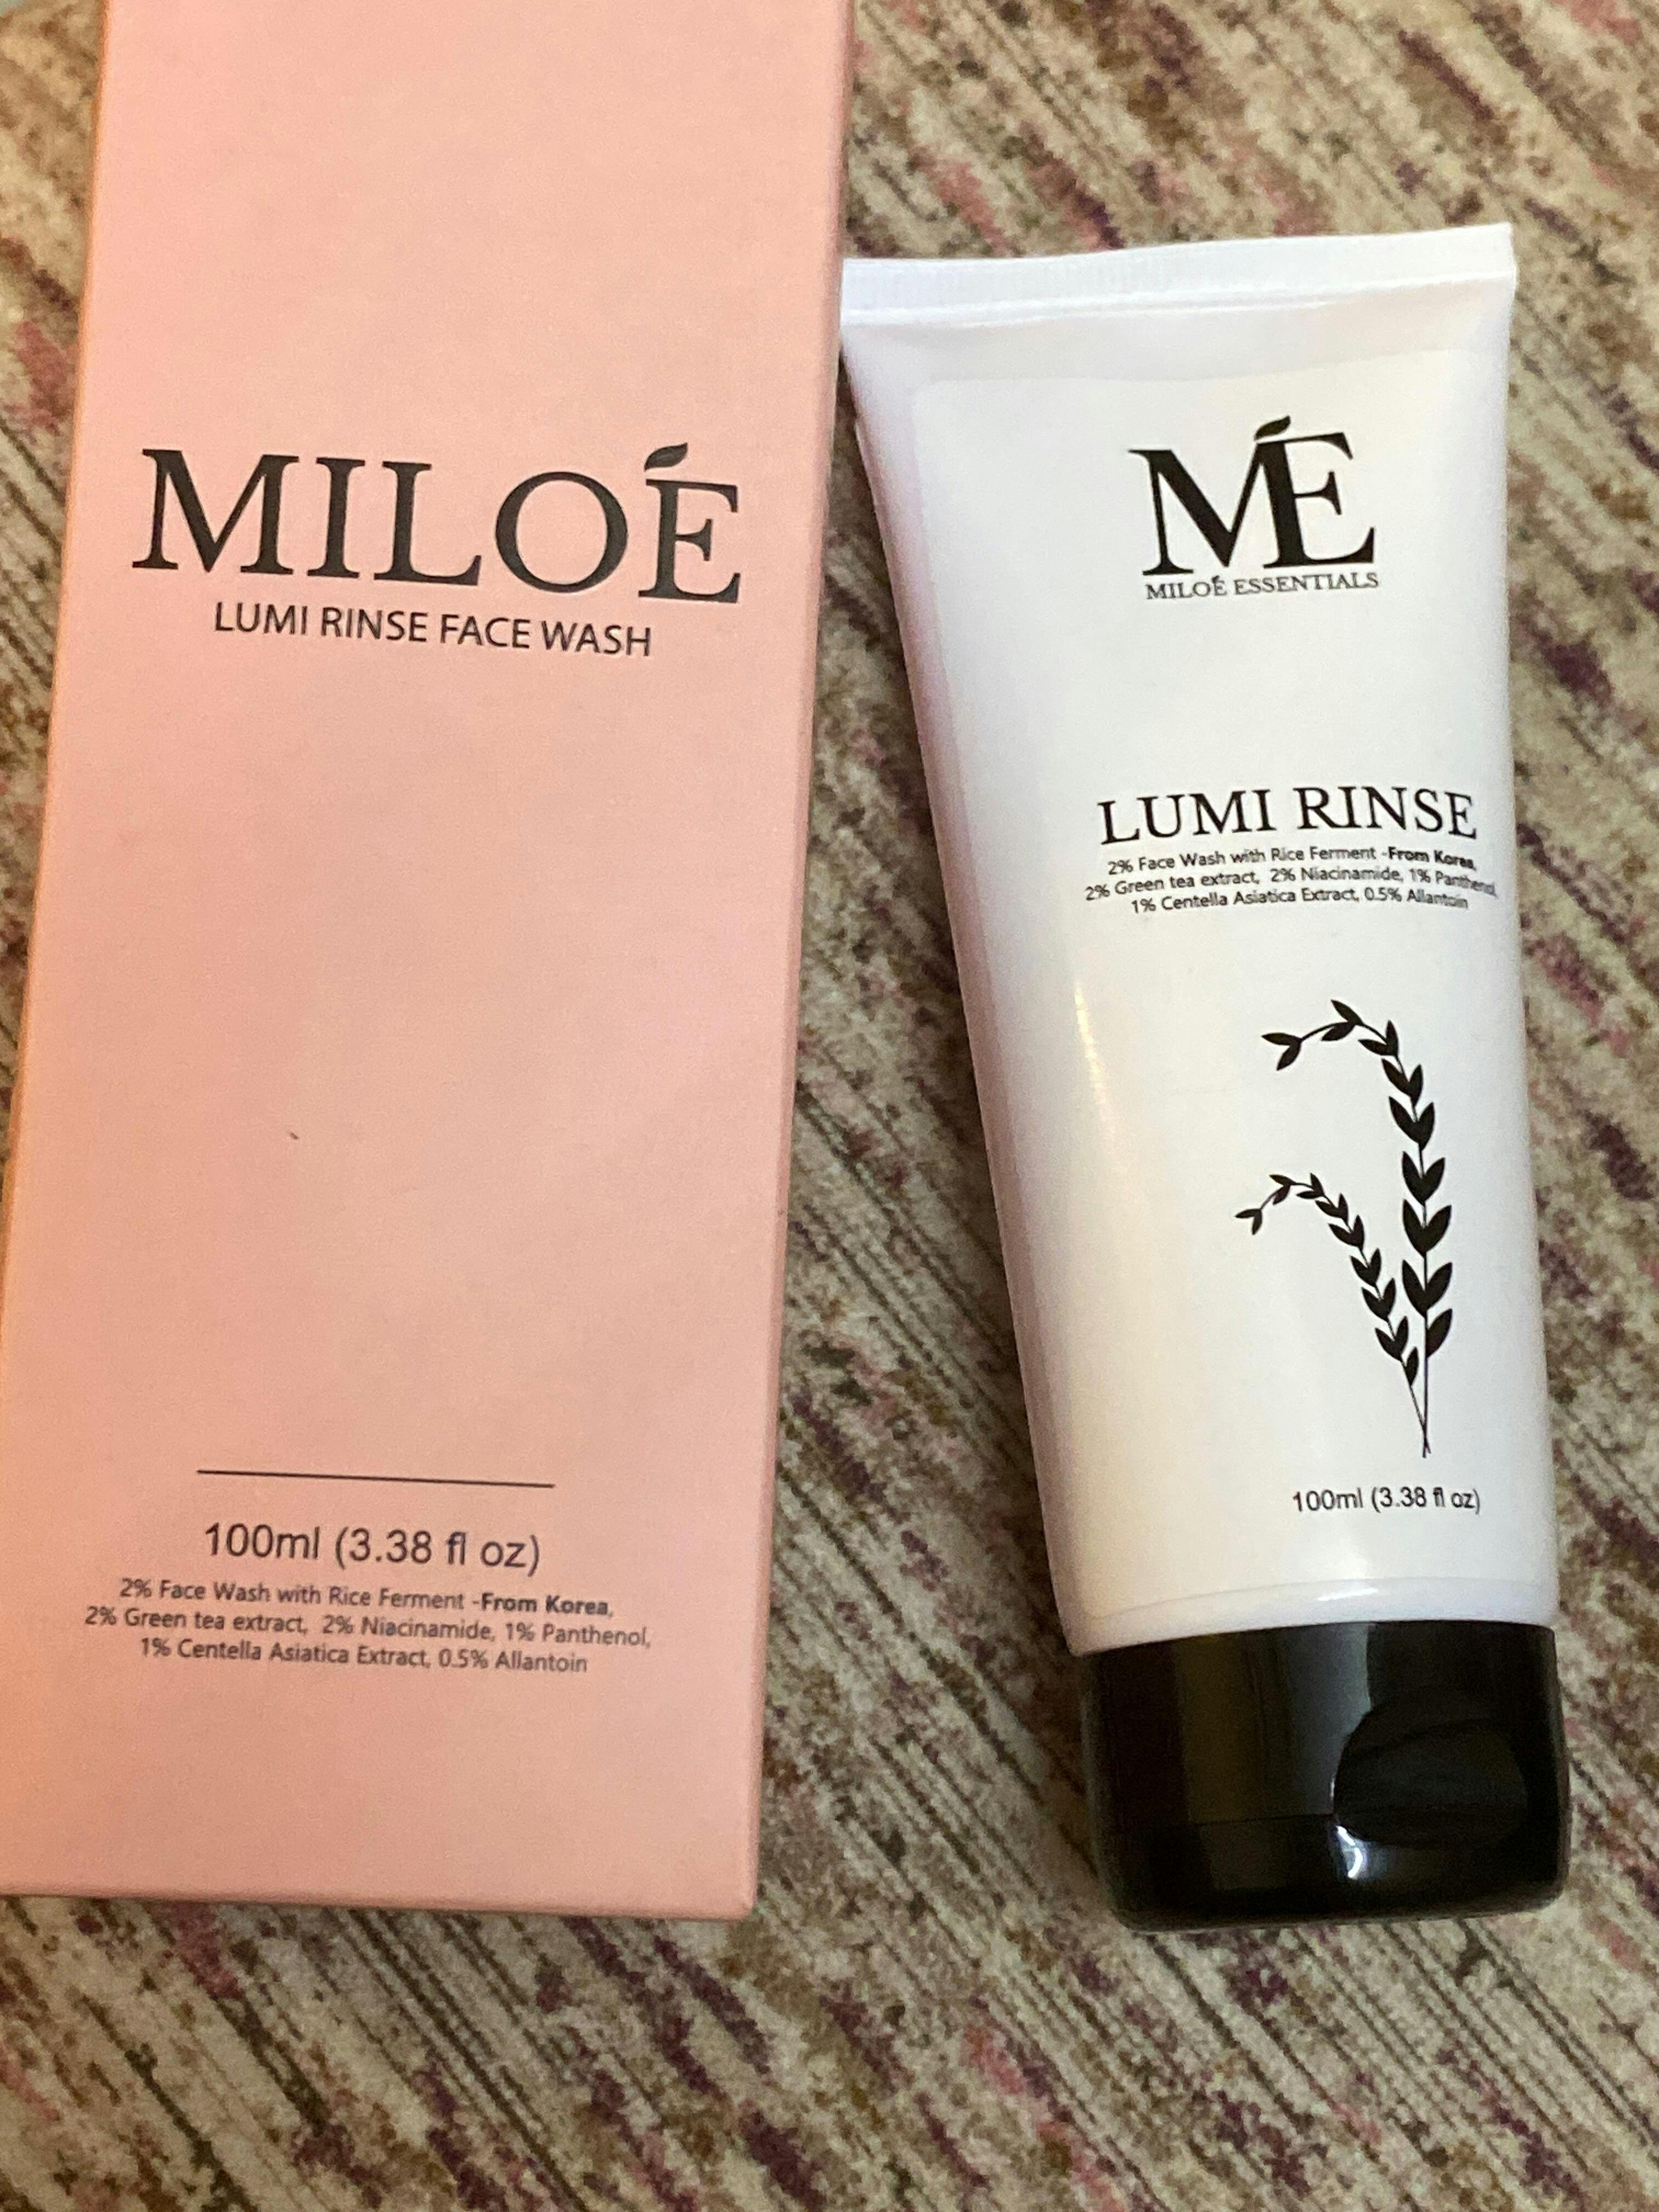 MILOÉ
LUMI RINSE FACE WASH
100ml (3.38 fl oz)
2% Face Wash with Rice Ferment -From Korea,
2% Green tea extract, 2% Niacinamide, 1% Panthenol,
1% Centella Asiatica Extract, 0.5% Allantoin
MÉ
MILOÉ ESSENTIALS
LUMI RINSE
2% Face Wash with Rice Ferment -From Korea,
2% Green tea extract, 2% Niacinamide, 1% Panthenol,
1% Centella Asiatica Extract, 0.5% Allantoin
100ml (3.38 fl oz)